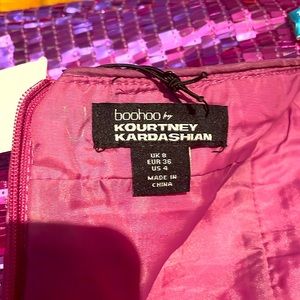 boohoo by
KOURTNEY
KARDASHIAN
UK 8
EUR 36
US 4
MADE IN
CHINA